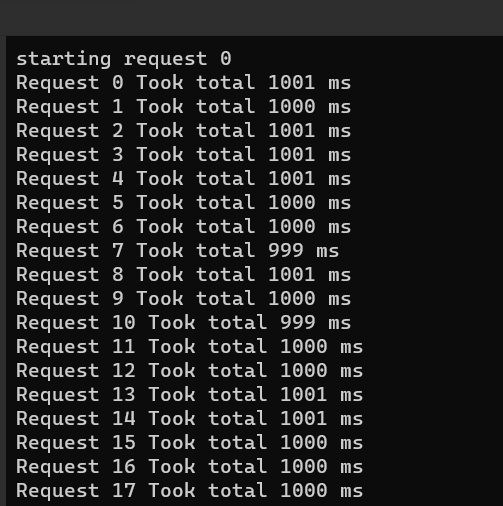 starting request 0
Request 0 Took total 1001 ms
Request 1 Took total 1000 ms
Request 2 Took total 1001 ms
Request 3 Took total 1001 ms
Request 4 Took total 1001 ms
Request 5 Took total 1000 ms
Request 6 Took total 1000 ms
Request 7 Took total 999 ms
Request 8 Took total 1001 ms
Request 9 Took total 1000 ms
Request 10 Took total 999 ms
Request 11 Took total 1000 ms
Request 12 Took total 1000 ms
Request 13 Took total 1001 ms
Request 14 Took total 1001 ms
Request 15 Took total 1000 ms
Request 16 Took total 1000 ms
Request 17 Took total 1000 ms